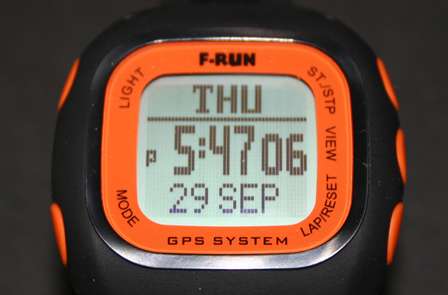 F-RUN
LIGHT
ST./STP
THU
P 5:47 06
VIEW
29 SEP
MODE
LAP/RESET
GPS SYSTEM